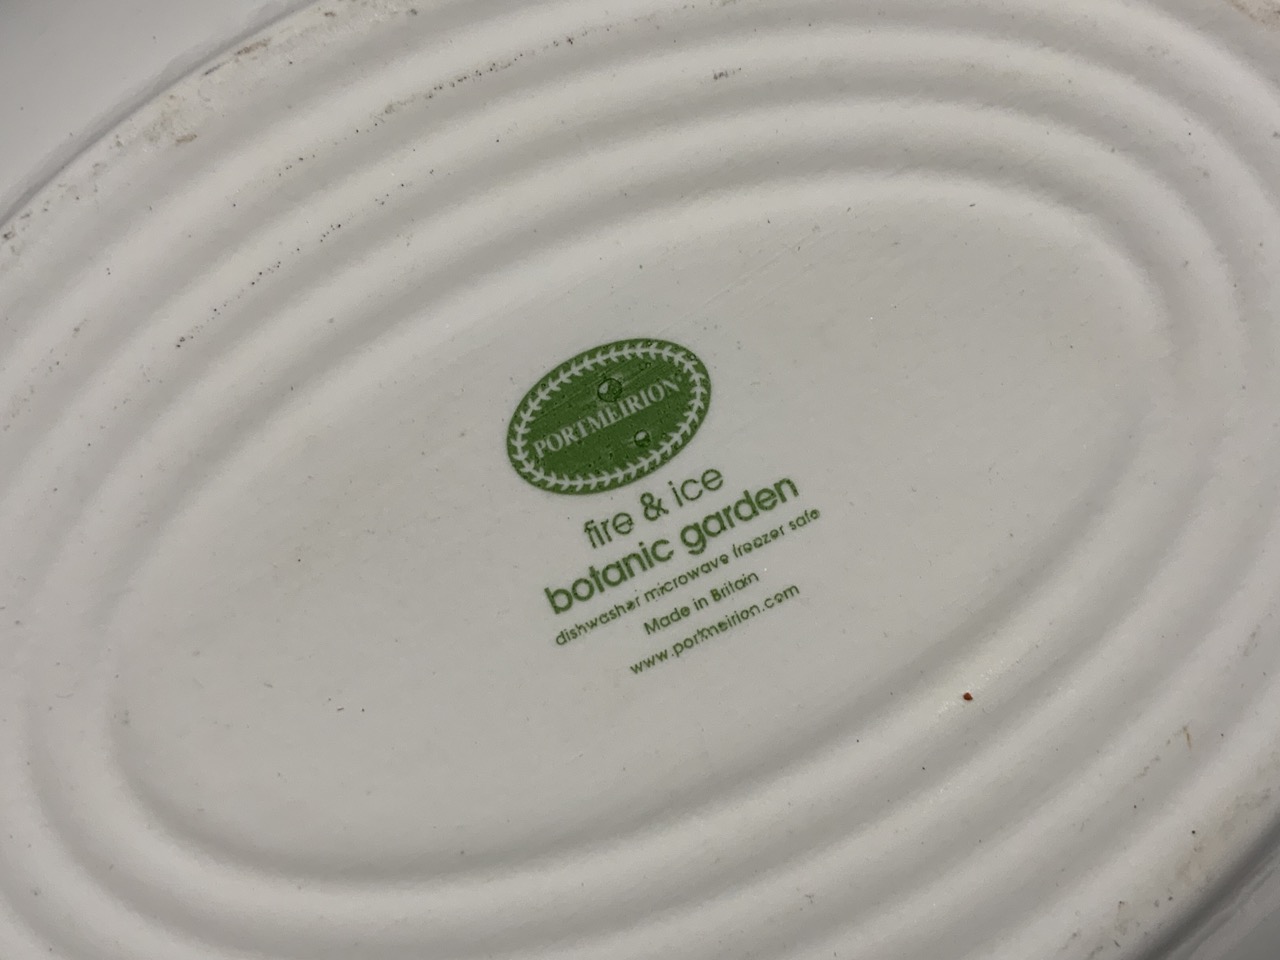 PORTMEIRION
fire & ice
botanic garden
dishwasher microwave freezer safe
Made in Britain
www.portmeirion.com